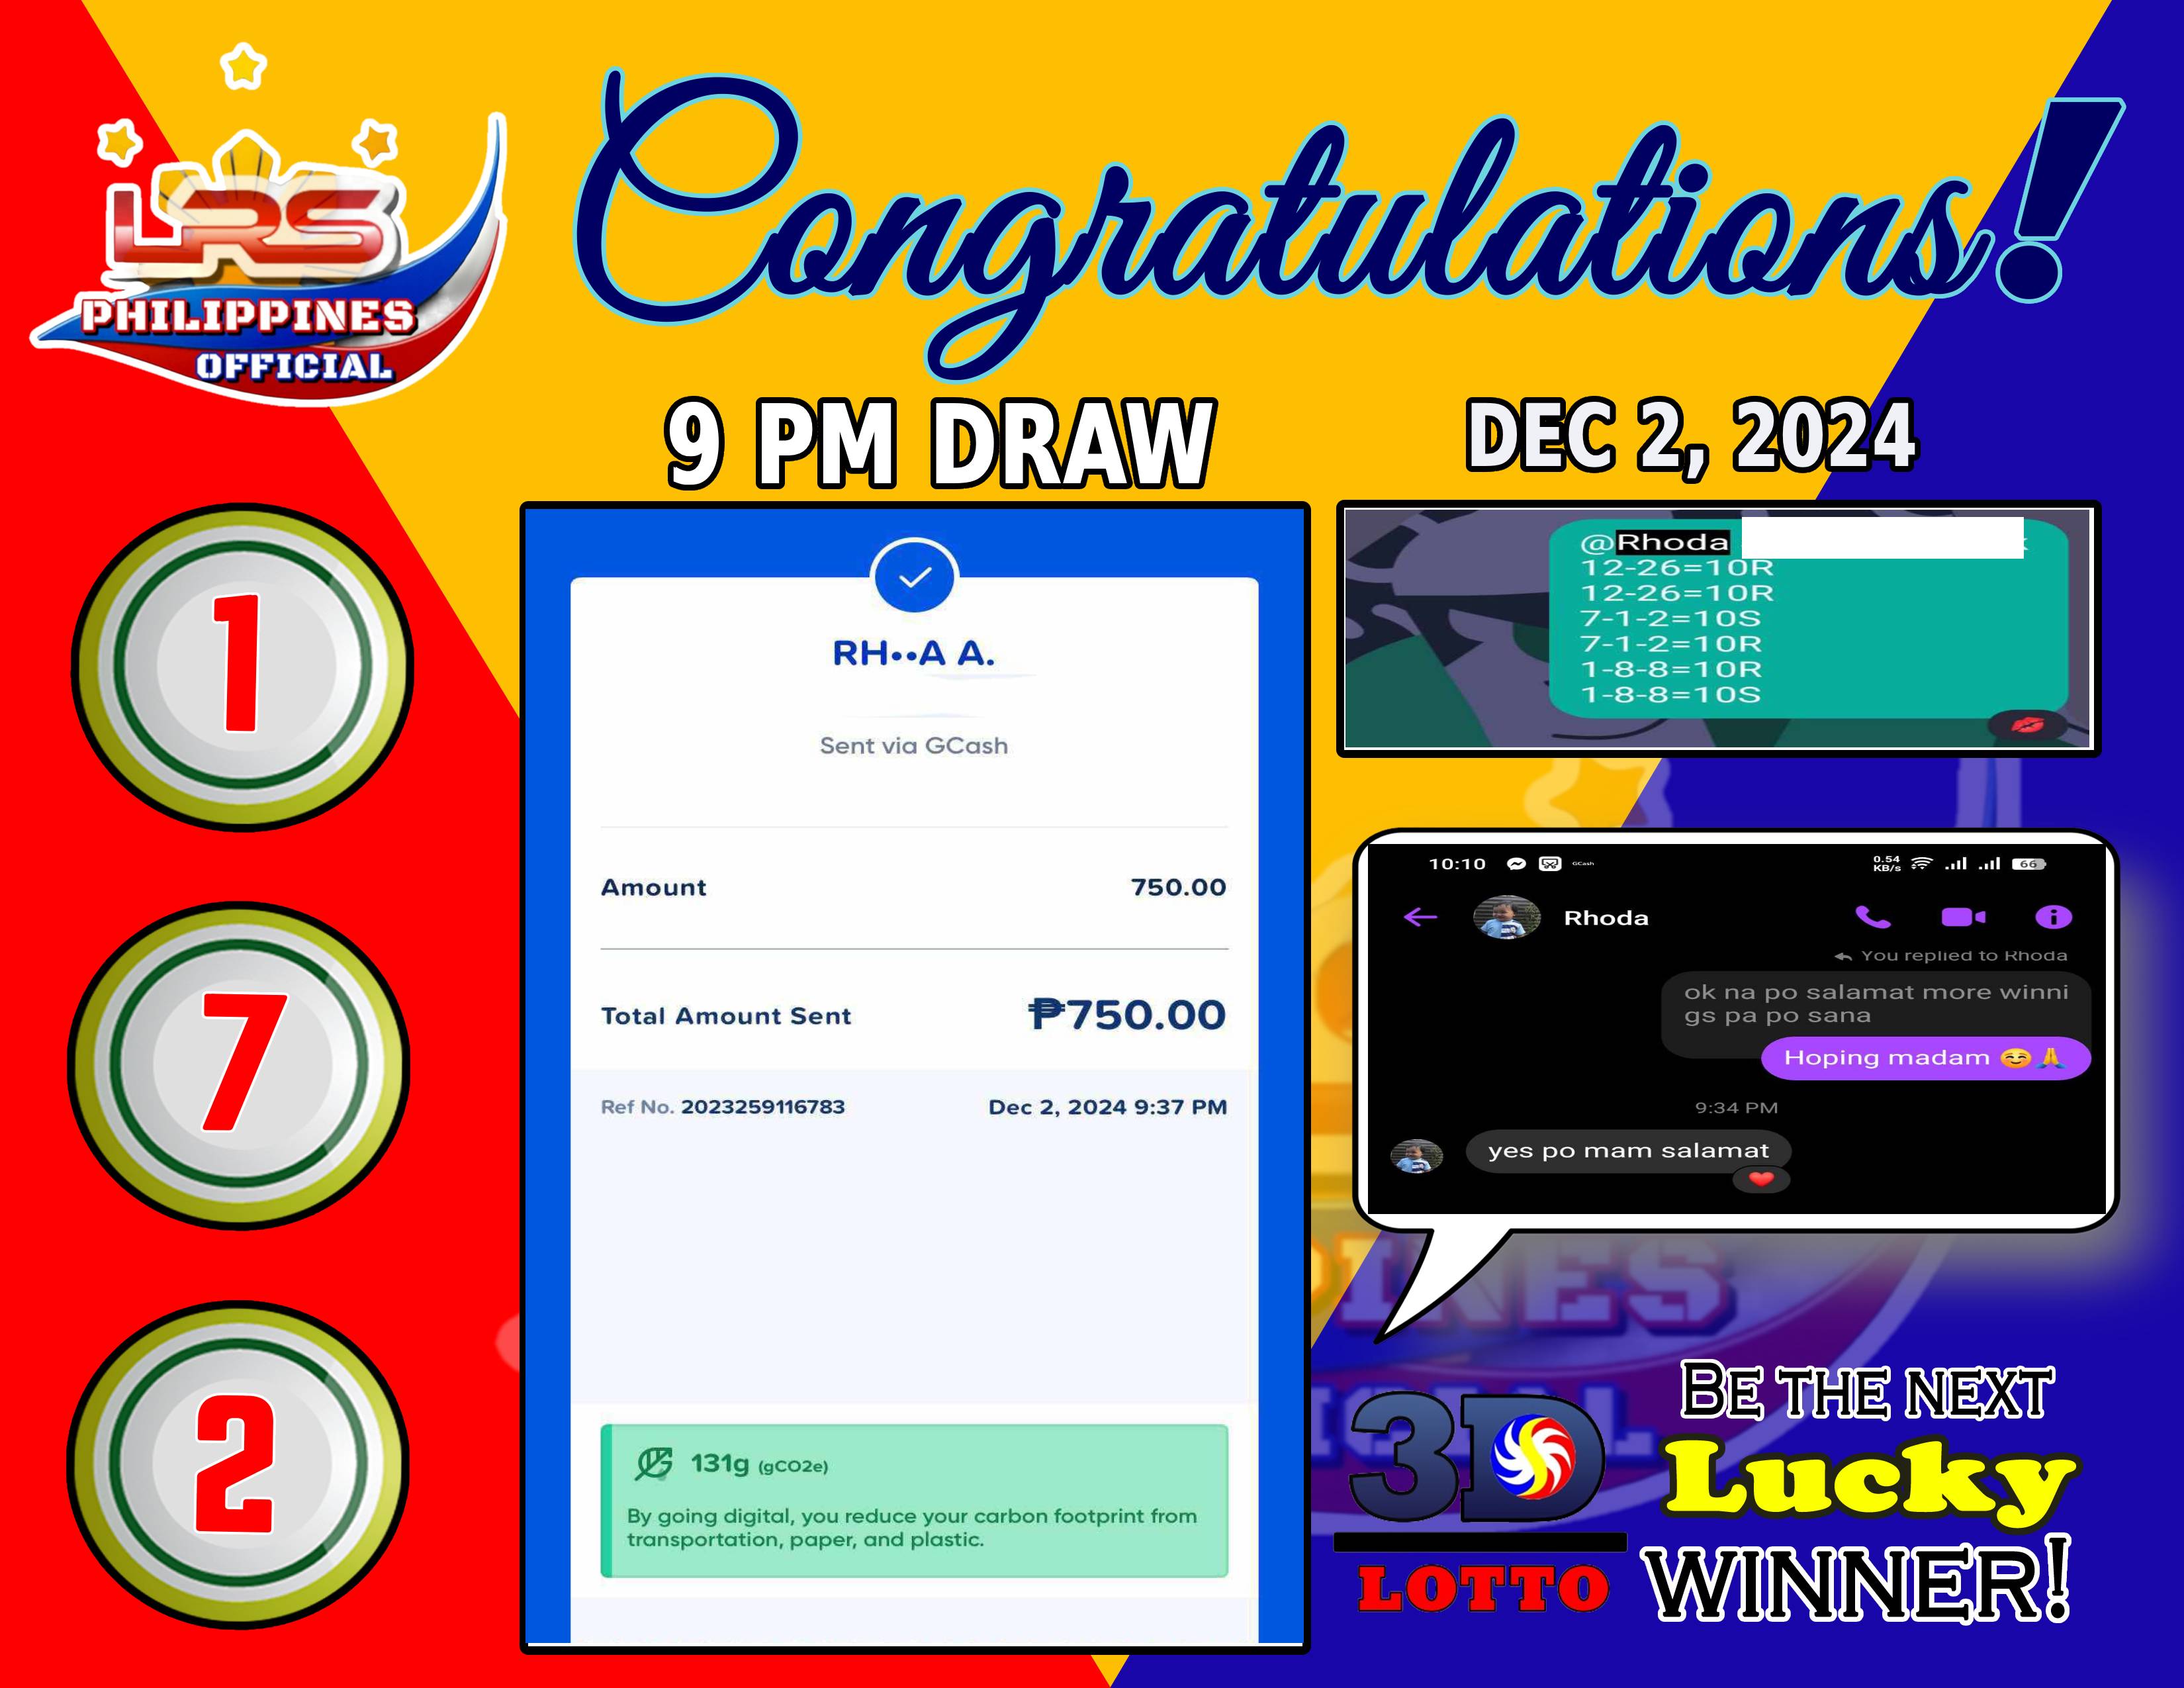 LRS
PHILIPPINES
OFFICIAL
Congratulations!
9 PM DRAW
DEC 2, 2024
1
7
2
RH••A A.
Sent via GCash
Amount 750.00
Total Amount Sent ₱750.00
Ref No. 2023259116783 Dec 2, 2024 9:37 PM
131g (gCO2e)
By going digital, you reduce your carbon footprint from
transportation, paper, and plastic.
@Rhoda
12-26=10R
12-26=10R
7-1-2=10S
7-1-2=10R
1-8-8=10R
1-8-8=10S
10:10 GCash 0.54 KB/s 66
Rhoda
You replied to Rhoda
ok na po salamat more winni
gs pa po sana
Hoping madam ☺️🙏
9:34 PM
yes po mam salamat
❤️
3D
LOTTO
BE THE NEXT
Lucky
WINNER!